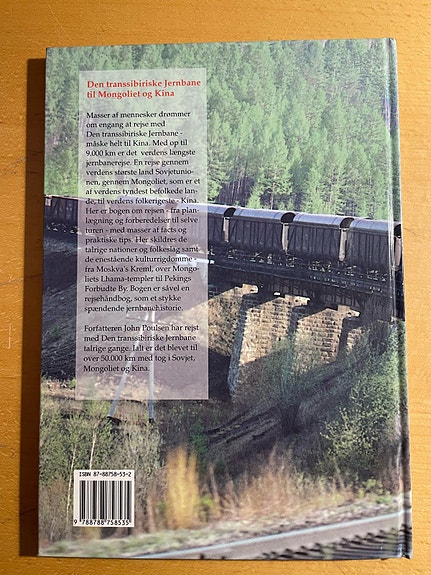 Den transsibiriske Jernbane
til Mongoliet og Kina
Masser af mennesker drømmer
om engang at rejse med
Den transsibiriske Jernbane -
måske helt til Kina. Med op til
9.000 km er det verdens længste
jernbanerejse. En rejse gennem
verdens største land Sovjetunio-
nen, gennem Mongoliet, som er et
af verdens tyndest befolkede lande,
til verdens folkerigeste - Kina.
Her er bogen om rejsen - fra plan-
lægning og forberedelser til selve
turen - med masser af facts og
praktiske tips. Her skildres de
talrige nationer og folkeslag samt
de enestående kulturrigdomme -
fra Moskva's Kreml, over Mongo-
liets Lhama-templer til Pekings
Forbudte By. Bogen er såvel en
rejsehåndbog, som et stykke
spændende jernbanehistorie.
Forfatteren John Poulsen har rejst
med Den transsibiriske Jernbane
talrige gange. Ialt er det blevet til
over 50.000 km med tog i Sovjet,
Mongoliet og Kina.
ISBN 87-88758-53-2
9 788788 758535